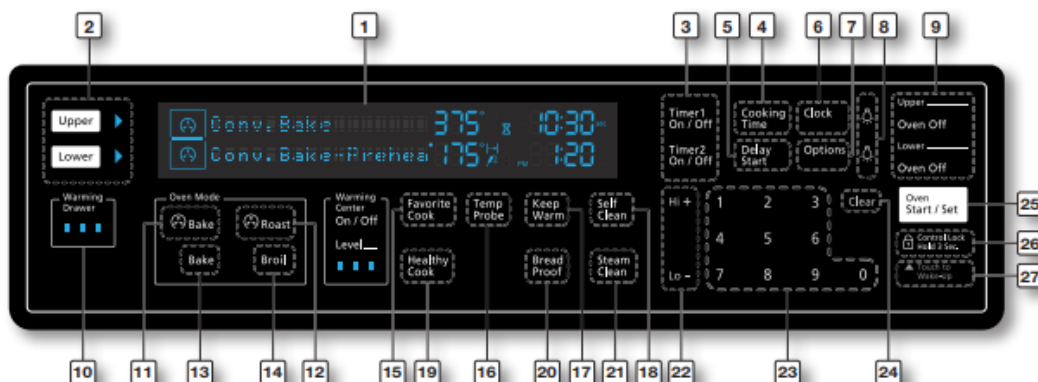 2
1
3
5
4
6
7
8
9
Upper
Lower
Conv. Bake
375°
10:30
Conv. Bake-Prehea
175°
1:20
Timer1
On / Off
Timer2
On / Off
Cooking
Time
Delay
Start
Clock
Options
Upper
Oven Off
Lower
Oven Off
Warming
Drawer
Oven Mode
Bake
Roast
Bake
Broil
Warming
Center
On / Off
Level
Favorite
Cook
Healthy
Cook
Temp
Probe
Keep
Warm
Bread
Proof
Self
Clean
Steam
Clean
Hi +
Lo -
1 2 3
4 5 6
7 8 9 0
Clear
Oven
Start / Set
Control Lock
Hold 3 Sec.
Touch to
Wake-up
25
26
27
10
11
13
14
12
15
19
16
20
17
21
18
22
23
24